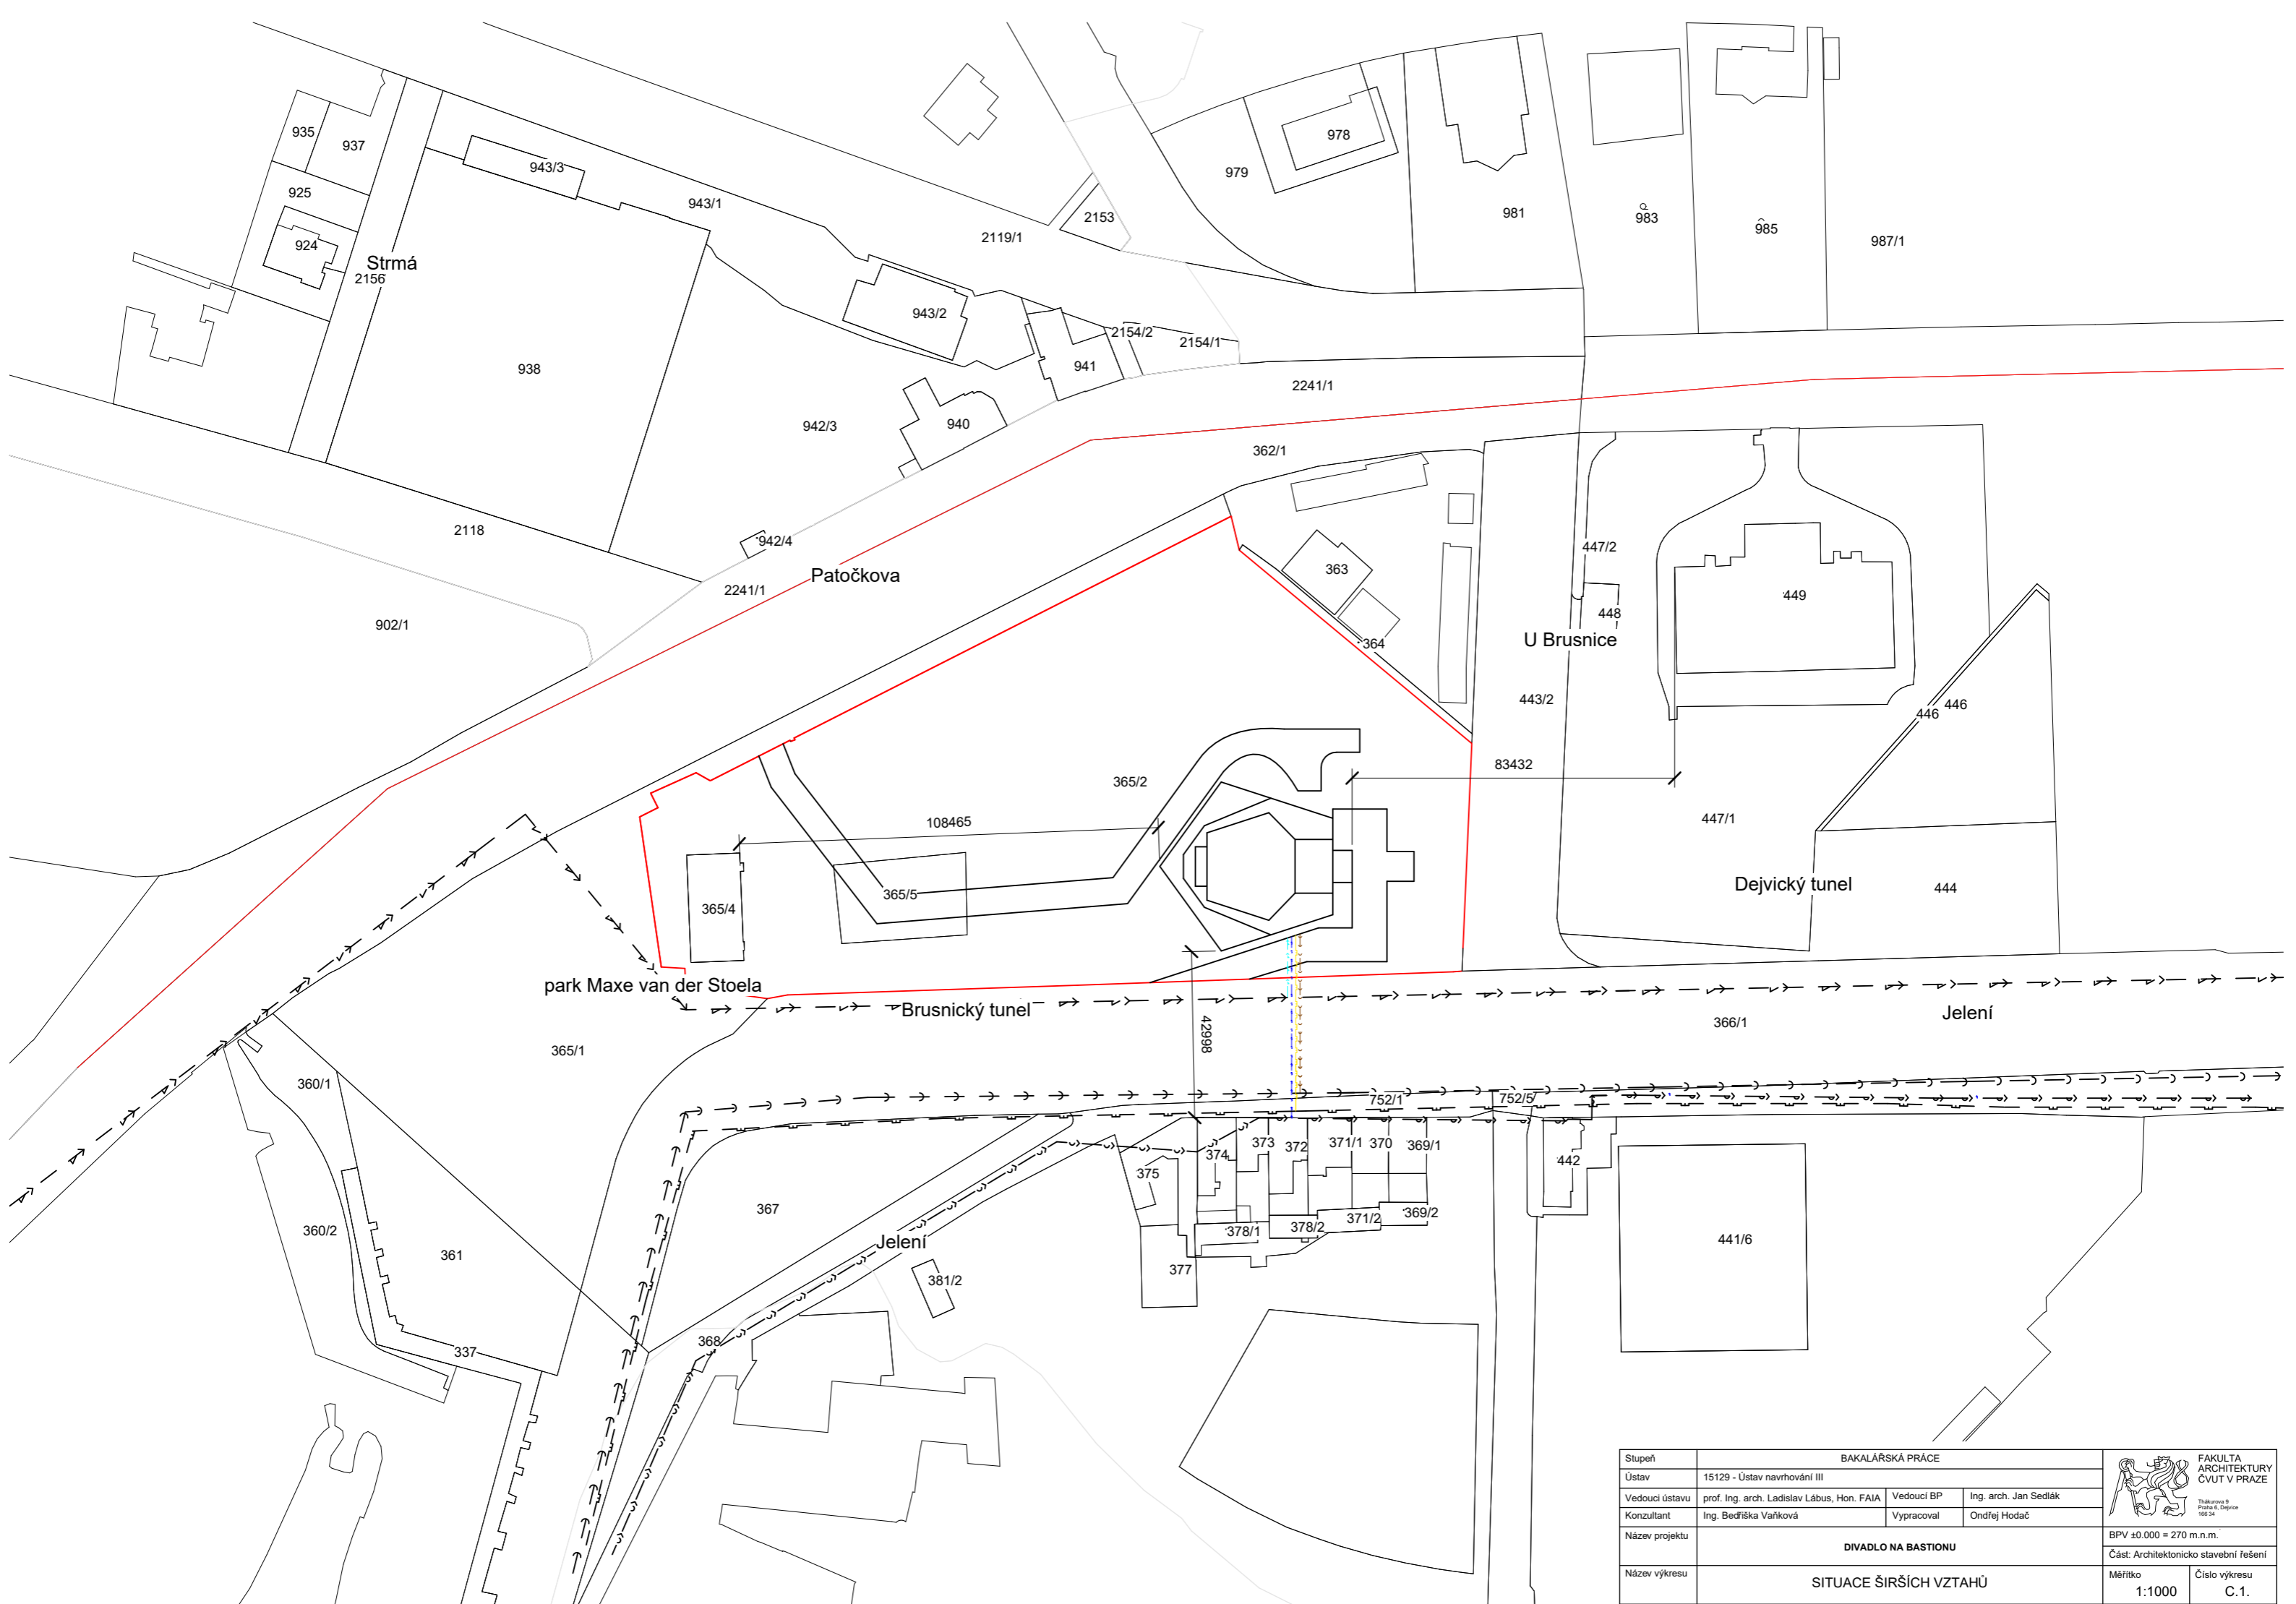 935
937
943/3
925
943/1
924
Strmá
2156
2153
2119/1
979
978
981
983
985
987/1
943/2
2154/2
2154/1
941
938
2241/1
942/3
940
362/1
2118
942/4
Patočkova
2241/1
902/1
363
364
447/2
448
449
U Brusnice
443/2
446
446
365/2
83432
447/1
108465
Dejvický tunel
444
365/5
365/4
park Maxe van der Stoela
Brusnický tunel
42998
366/1
Jelení
365/1
360/1
752/1
752/5
373
372
371/1
370
369/1
374
375
442
367
360/2
361
Jelení
378/1
378/2
371/2
369/2
441/6
377
381/2
368
337
Stupeň
BAKALÁŘSKÁ PRÁCE
Ústav
15129 - Ústav navrhování III
Vedouci ústavu
prof. Ing. arch. Ladislav Lábus, Hon. FAIA
Vedoucí BP
Ing. arch. Jan Sedlák
Konzultant
Ing. Bedřiška Vaňková
Vypracoval
Ondřej Hodač
Název projektu
DIVADLO NA BASTIONU
Název výkresu
SITUACE ŠIRŠÍCH VZTAHŮ
FAKULTA
ARCHITEKTURY
ČVUT V PRAZE
Thákurova 9
Praha 6, Dejvice
166 34
BPV ±0.000 = 270 m.n.m.
Část: Architektonicko stavební řešení
Měřítko
1:1000
Číslo výkresu
C.1.